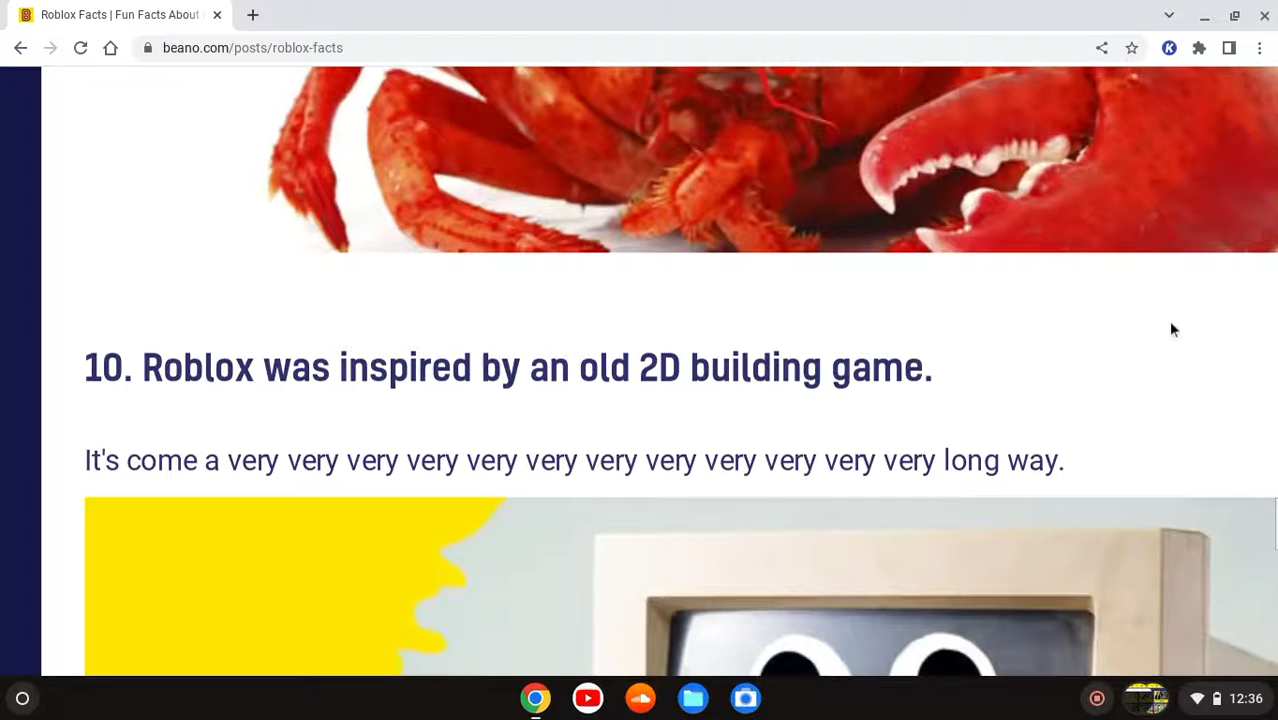 Roblox Facts | Fun Facts About
beano.com/posts/roblox-facts
K
10. Roblox was inspired by an old 2D building game.
It's come a very very very very very very very very very very very very long way.
12:36